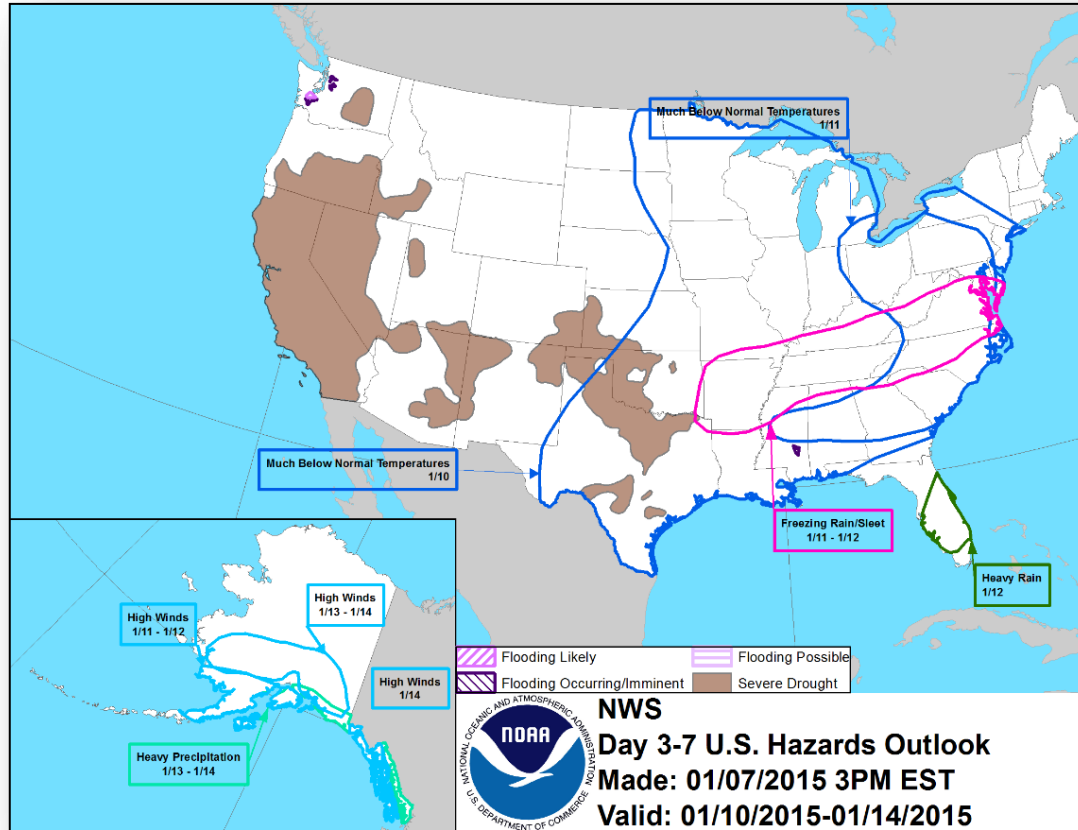 Much Below Normal Temperatures
1/11
Much Below Normal Temperatures
1/10
Freezing Rain/Sleet
1/11 - 1/12
Heavy Rain
1/12
High Winds
1/13 - 1/14
High Winds
1/11 - 1/12
High Winds
1/14
Heavy Precipitation
1/13 - 1/14
Flooding Likely
Flooding Possible
Flooding Occurring/Imminent
Severe Drought
NATIONAL OCEANIC AND ATMOSPHERIC ADMINISTRATION
NOAA
U.S. DEPARTMENT OF COMMERCE
NWS
Day 3-7 U.S. Hazards Outlook
Made: 01/07/2015 3PM EST
Valid: 01/10/2015-01/14/2015